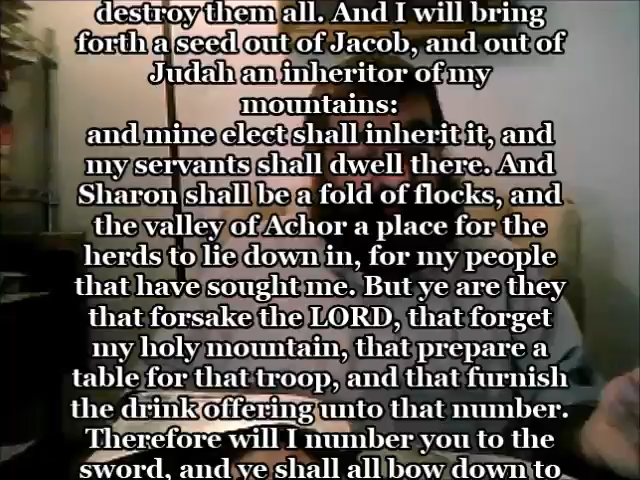 destroy them all. And I will bring
forth a seed out of Jacob, and out of
Judah an inheritor of my
mountains:
and mine elect shall inherit it, and
my servants shall dwell there. And
Sharon shall be a fold of flocks, and
the valley of Achor a place for the
herds to lie down in, for my people
that have sought me. But ye are they
that forsake the LORD, that forget
my holy mountain, that prepare a
table for that troop, and that furnish
the drink offering unto that number.
Therefore will I number you to the
sword, and ye shall all bow down to